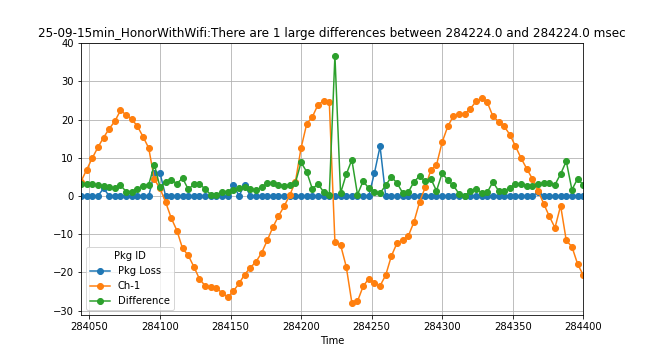 25-09-15min_HonorWithWifi:There are 1 large differences between 284224.0 and 284224.0 msec
40
30
20
10
0
−10
−20
−30
Pkg ID
Pkg Loss
Ch-1
Difference
284050 284100 284150 284200 284250 284300 284350 284400
Time